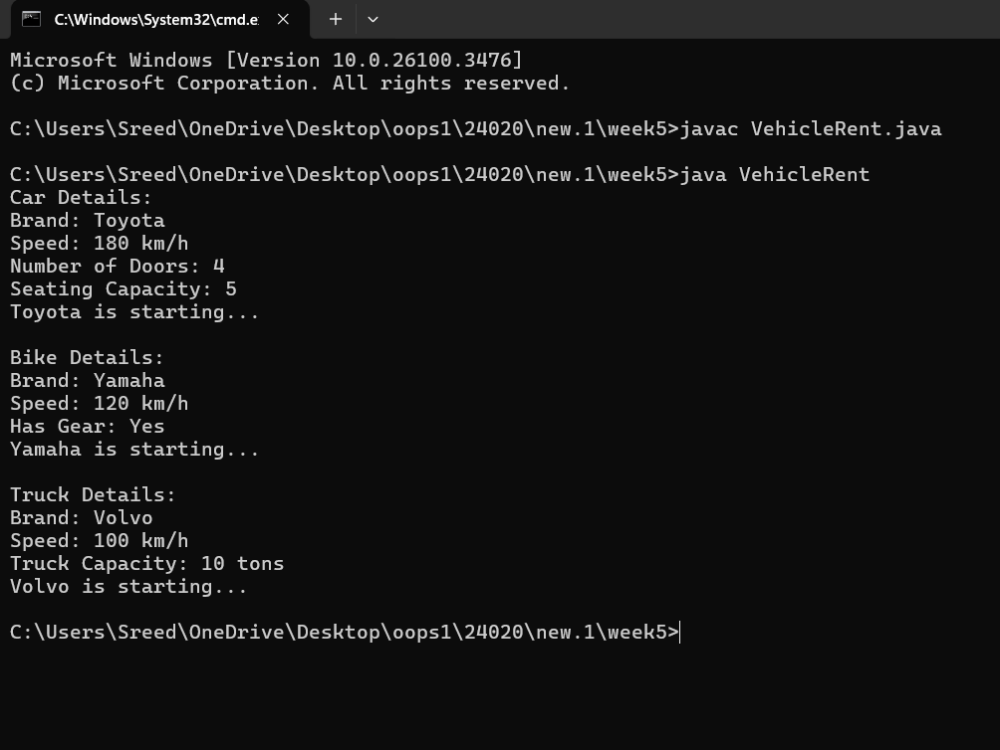 C:\Windows\System32\cmd.e
Microsoft Windows [Version 10.0.26100.3476]
(c) Microsoft Corporation. All rights reserved.
C:\Users\Sreed\OneDrive\Desktop\oops1\24020\new.1\week5>javac VehicleRent.java
C:\Users\Sreed\OneDrive\Desktop\oops1\24020\new.1\week5>java VehicleRent
Car Details:
Brand: Toyota
Speed: 180 km/h
Number of Doors: 4
Seating Capacity: 5
Toyota is starting...
Bike Details:
Brand: Yamaha
Speed: 120 km/h
Has Gear: Yes
Yamaha is starting...
Truck Details:
Brand: Volvo
Speed: 100 km/h
Truck Capacity: 10 tons
Volvo is starting...
C:\Users\Sreed\OneDrive\Desktop\oops1\24020\new.1\week5>